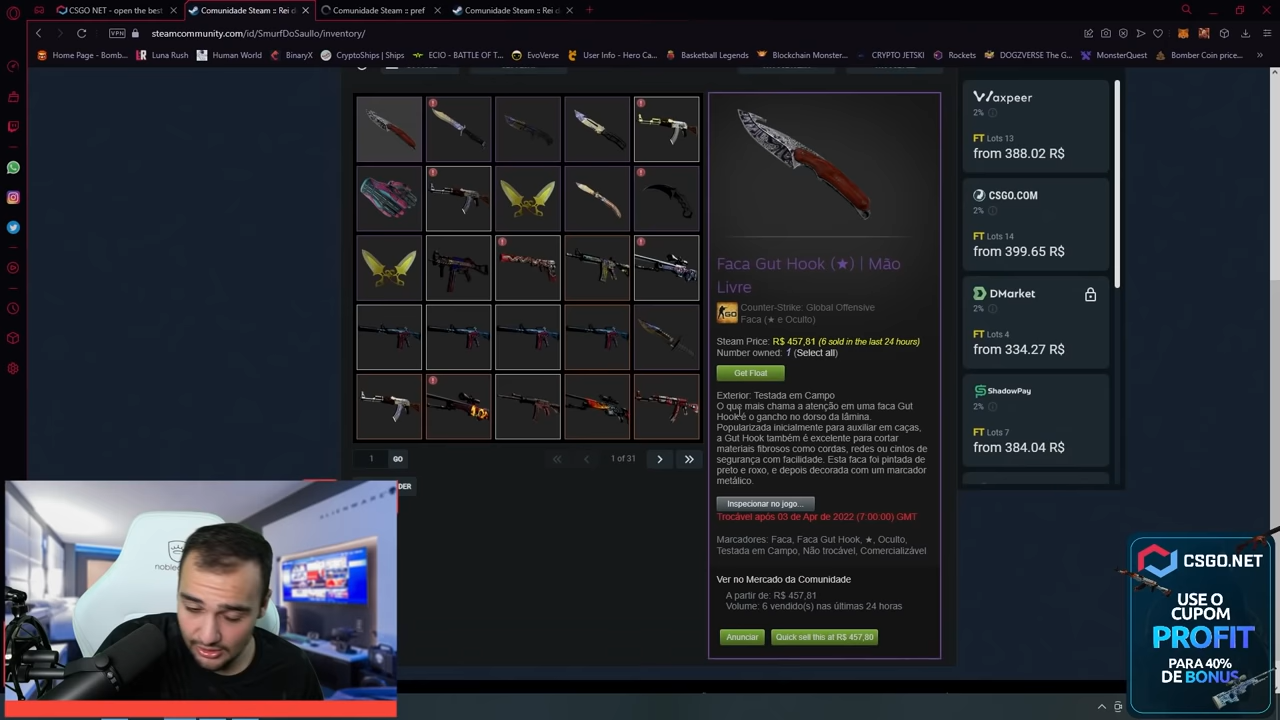 CSGO NET - open the best
Comunidade Steam :: Rei d
Comunidade Steam :: pref
Comunidade Steam :: Rei d
VPN
steamcommunity.com/id/SmurfDoSaullo/inventory/
Home Page - Bomb...
Luna Rush
Human World
BinaryX
CryptoShips | Ships
ECIO - BATTLE OF T...
EvoVerse
User Info - Hero Ca...
Basketball Legends
Blockchain Monster...
CRYPTO JETSKI
Rockets
DOGZVERSE The G...
MonsterQuest
Bomber Coin price...
Waxpeer
2%
FT Lots 13
from 388.02 R$
CSGO.COM
2%
FT Lots 14
from 399.65 R$
DMarket
2%
FT Lots 4
from 334.27 R$
ShadowPay
2%
FT Lots 7
from 384.04 R$
Faca Gut Hook (★) | Mão
Livre
GO
Counter-Strike: Global Offensive
Faca (★ e Oculto)
Steam Price: R$ 457,81 (6 sold in the last 24 hours)
Number owned: 1 (Select all)
Get Float
Exterior: Testada em Campo
O que mais chama a atenção em uma faca Gut
Hook é o gancho no dorso da lâmina.
Popularizada inicialmente para auxiliar em caças,
a Gut Hook também é excelente para cortar
materiais fibrosos como cordas, redes ou cintos de
segurança com facilidade. Esta faca foi pintada de
preto e roxo, e depois decorada com um marcador
metálico.
Inspecionar no jogo...
Trocável após 03 de Apr de 2022 (7:00:00) GMT
Marcadores: Faca, Faca Gut Hook, ★, Oculto,
Testada em Campo, Não trocável, Comercializável
Ver no Mercado da Comunidade
A partir de: R$ 457,81
Volume: 6 vendido(s) nas últimas 24 horas
Anunciar
Quick sell this at R$ 457,80
1
GO
« ‹ 1 of 31 › »
DER
ALIENWARE
noble
CSGO.NET
USE O
CUPOM
PROFIT
PARA 40%
DE BONUS